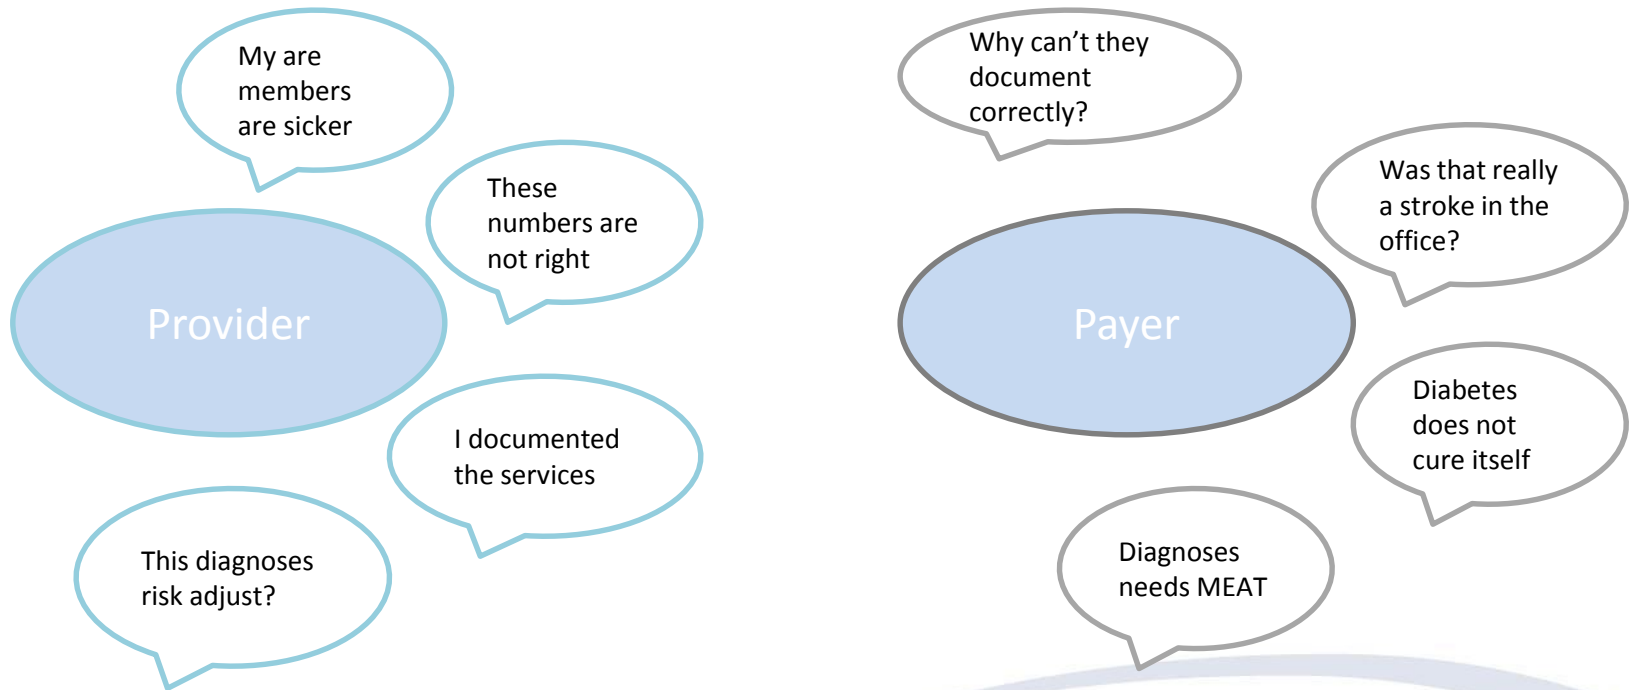 My are
members
are sicker
These
numbers are
not right
Provider
I documented
the services
This diagnoses
risk adjust?
Why can't they
document
correctly?
Was that really
a stroke in the
office?
Payer
Diabetes
does not
cure itself
Diagnoses
needs MEAT